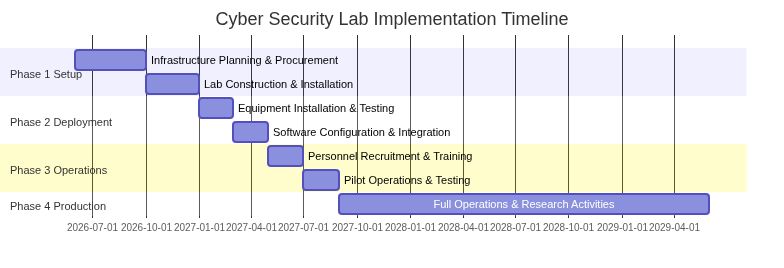 Cyber Security Lab Implementation Timeline
Infrastructure Planning & Procurement
Phase 1 Setup
Lab Construction & Installation
Equipment Installation & Testing
Phase 2 Deployment
Software Configuration & Integration
Personnel Recruitment & Training
Phase 3 Operations
Pilot Operations & Testing
Phase 4 Production
Full Operations & Research Activities
2026-07-01 2026-10-01 2027-01-01 2027-04-01 2027-07-01 2027-10-01 2028-01-01 2028-04-01 2028-07-01 2028-10-01 2029-01-01 2029-04-01